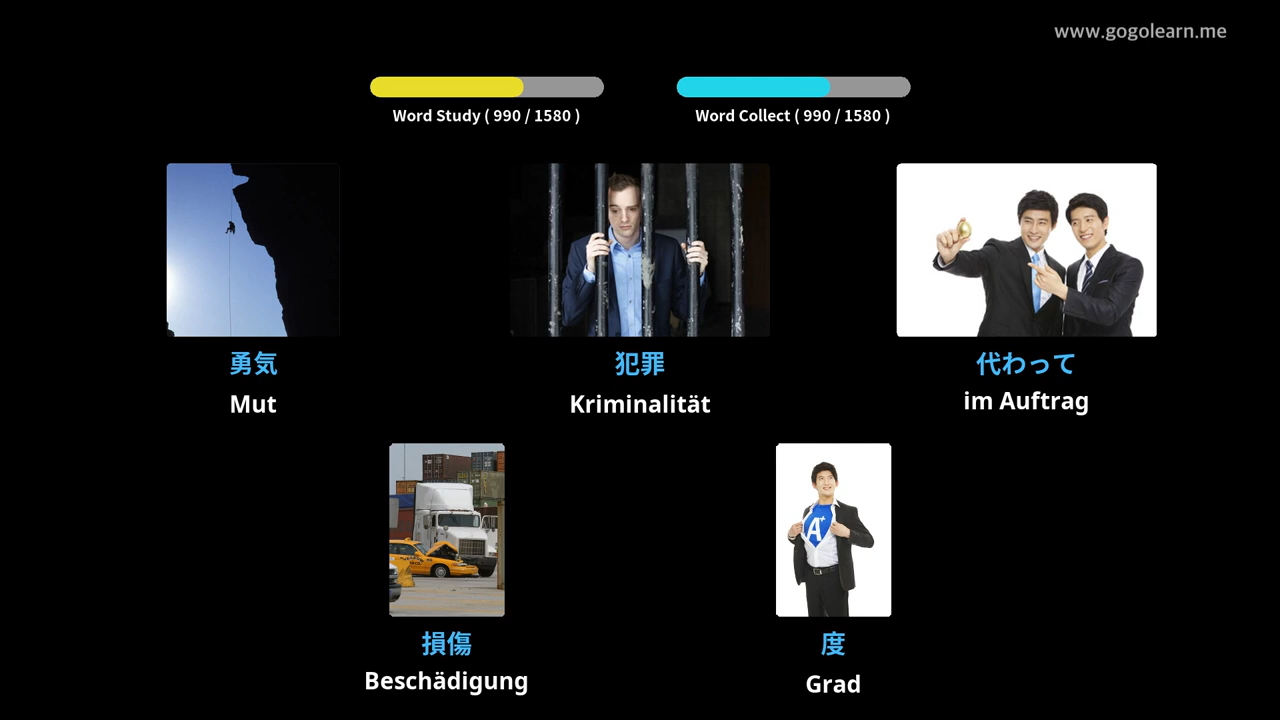 www.gogolearn.me
Word Study ( 990 / 1580 )
Word Collect ( 990 / 1580 )
勇気
Mut
犯罪
Kriminalität
代わって
im Auftrag
A+
損傷
Beschädigung
度
Grad